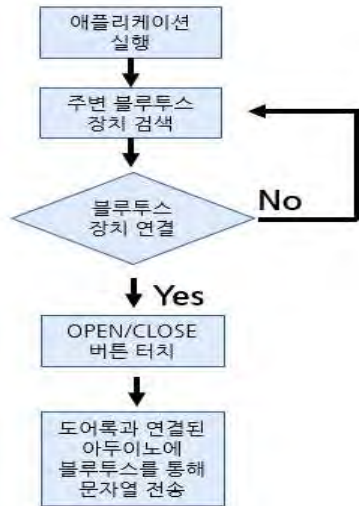 애플리케이션
실행
주변 블루투스
장치 검색
블루투스
장치 연결
No
Yes
OPEN/CLOSE
버튼 터치
도어록과 연결된
아두이노에
블루투스를 통해
문자열 전송